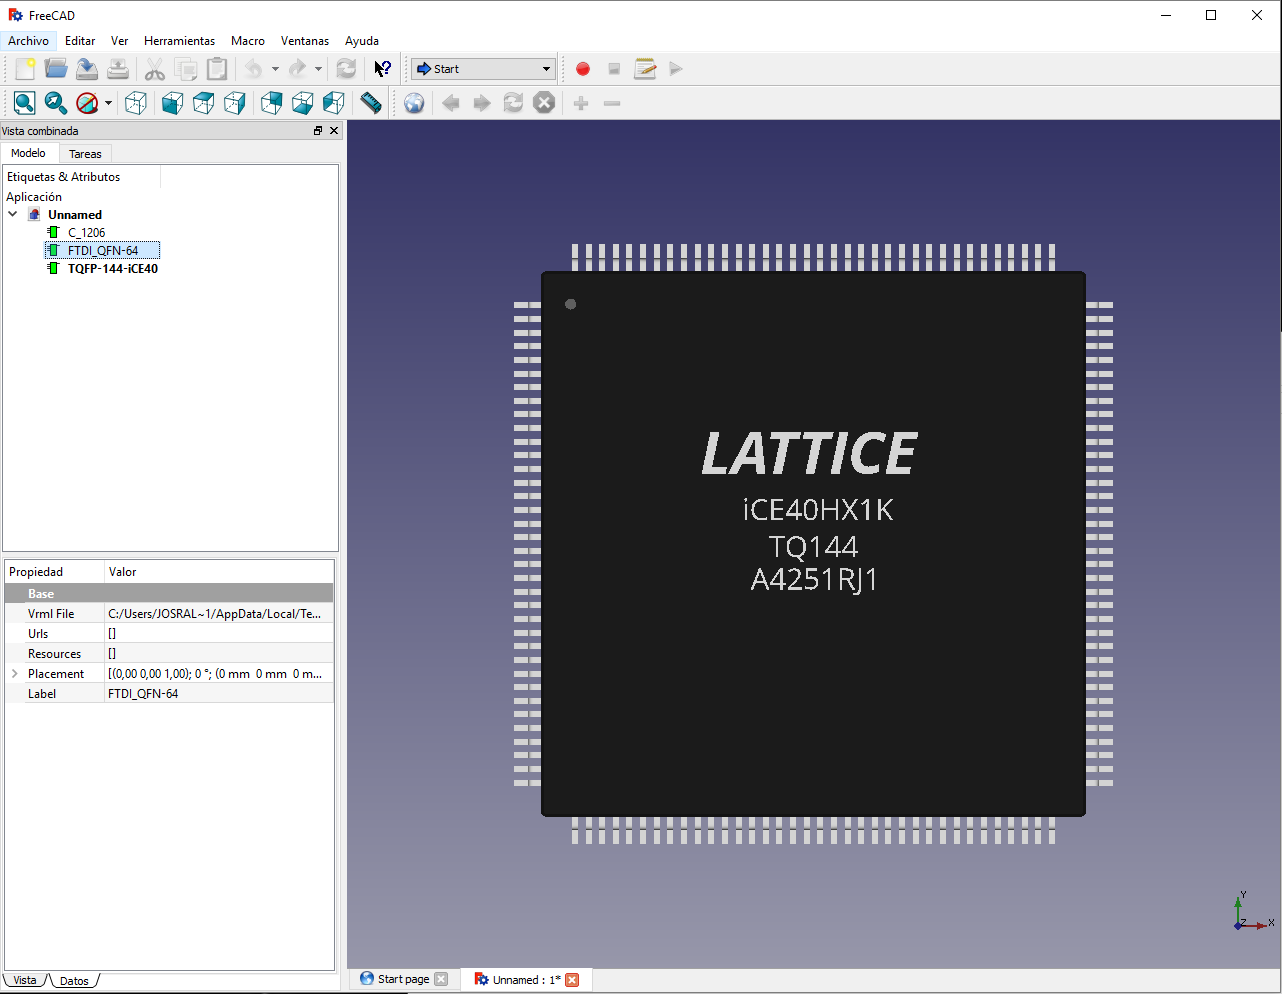 FreeCAD
Archivo Editar Ver Herramientas Macro Ventanas Ayuda
Start
Vista combinada
Modelo Tareas
Etiquetas & Atributos
Aplicación
Unnamed
C_1206
FTDI_QFN-64
TQFP-144-iCE40
LATTICE
iCE40HX1K
TQ144
A4251RJ1
Propiedad Valor
Base
Vrml File C:/Users/JOSRAL~1/AppData/Local/Te...
Urls []
Resources []
Placement [(0,00 0,00 1,00); 0 °; (0 mm 0 mm 0 m...
Label FTDI_QFN-64
Y
Z X
Vista Datos
Start page Unnamed : 1*